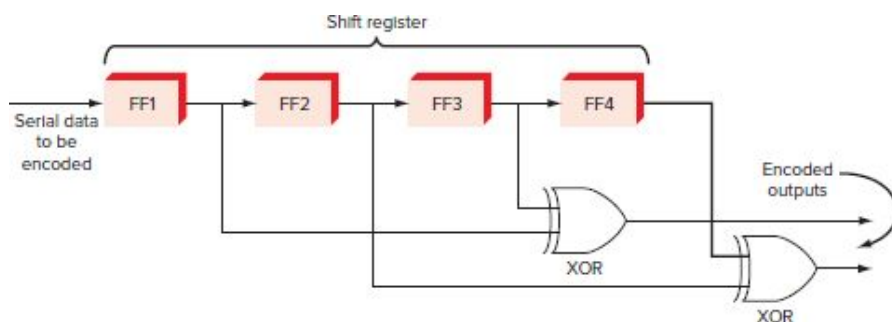 Shift register
FF1
FF2
FF3
FF4
Serial data
to be
encoded
Encoded
outputs
XOR
XOR